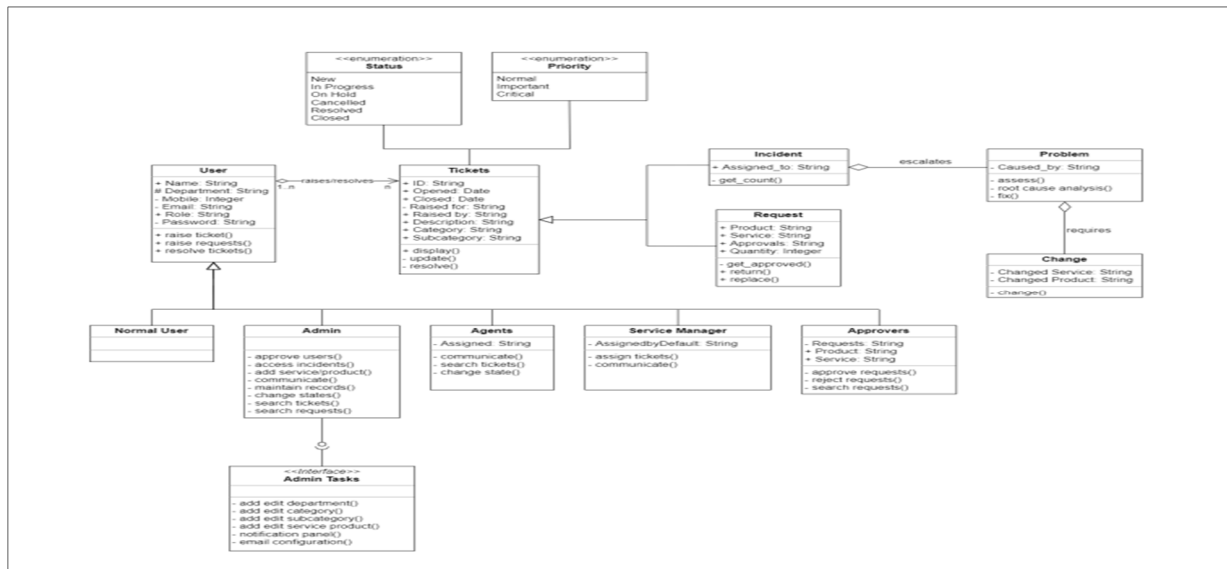 <<enumeration>>
Status
New
In Progress
On Hold
Cancelled
Resolved
Closed
<<enumeration>>
Priority
Normal
Important
Critical
User
+ Name: String
# Department: String
- Mobile: Integer
- Email: String
+ Role: String
- Password: String
+ raise ticket()
+ raise requests()
+ resolve tickets()
raises/resolves
1..n
n
Tickets
+ ID: String
+ Opened: Date
+ Closed: Date
- Raised for: String
+ Raised by: String
+ Description: String
+ Category: String
+ Subcategory: String
+ display()
- update()
- resolve()
Incident
+ Assigned_to: String
- get_count()
escalates
Problem
- Caused_by: String
- assess()
- root cause analysis()
- fix()
Request
+ Product: String
+ Service: String
+ Approvals: String
+ Quantity: Integer
- get_approved()
+ return()
+ replace()
requires
Change
- Changed Service: String
- Changed Product: String
- change()
Normal User
Admin
- approve users()
- access incidents()
- add service/product()
- communicate()
- maintain records()
- change states()
- search tickets()
- search requests()
Agents
- Assigned: String
- communicate()
- search tickets()
- change state()
Service Manager
- AssignedbyDefault: String
- assign tickets()
- communicate()
Approvers
- Requests: String
+ Product: String
+ Service: String
- approve requests()
- reject requests()
- search requests()
<<Interface>>
Admin Tasks
- add edit department()
- add edit category()
- add edit subcategory()
- add edit service product()
- notification panel()
- email configuration()